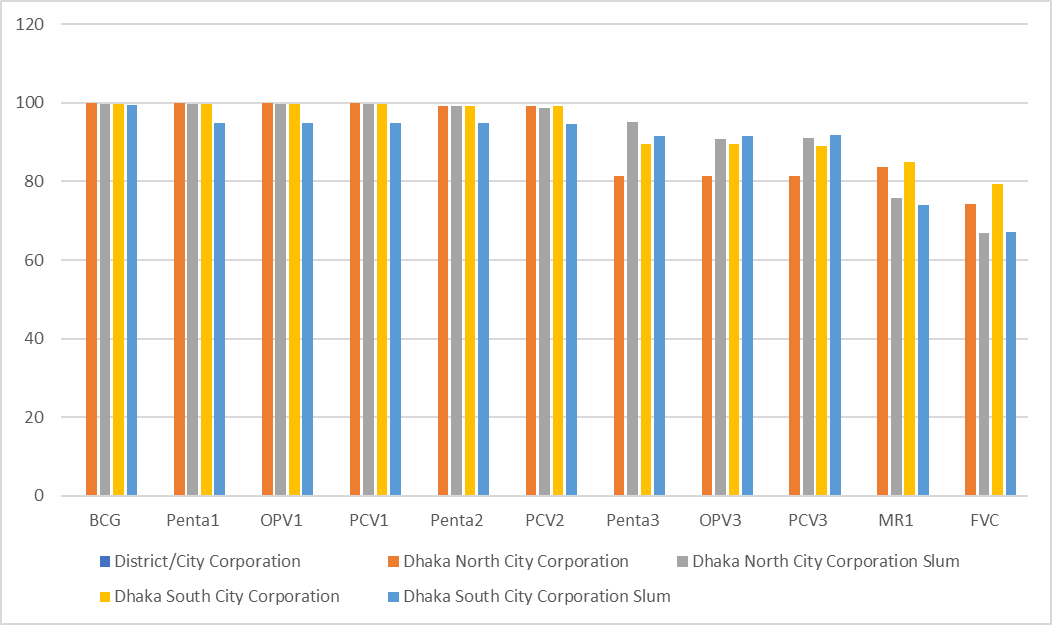 120
100
80
60
40
20
0
BCG Penta1 OPV1 PCV1 Penta2 PCV2 Penta3 OPV3 PCV3 MR1 FVC
District/City Corporation Dhaka North City Corporation Dhaka North City Corporation Slum
Dhaka South City Corporation Dhaka South City Corporation Slum